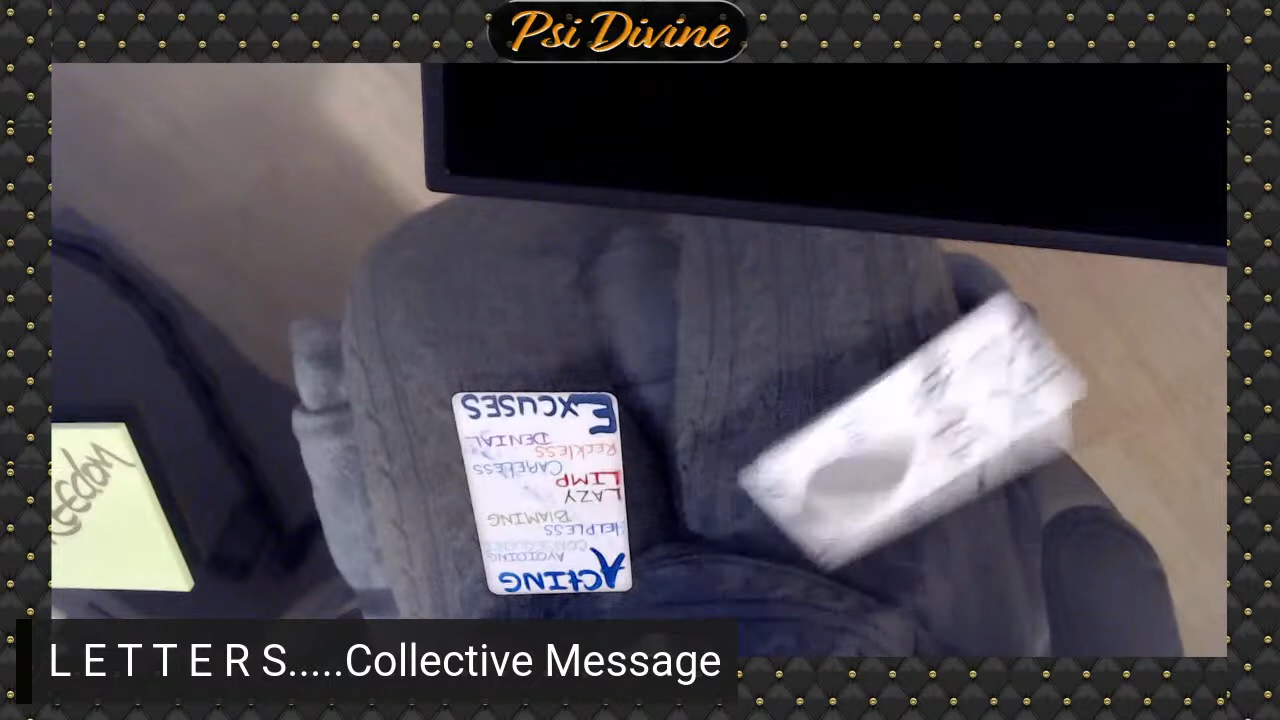 Psi Divine
EXCUSES
DENIAL
RECKLESS
CARELESS
LIMP
LAZY
BLAMING
HELPLESS
AVOIDING
ACTING
L E T T E R S.....Collective Message